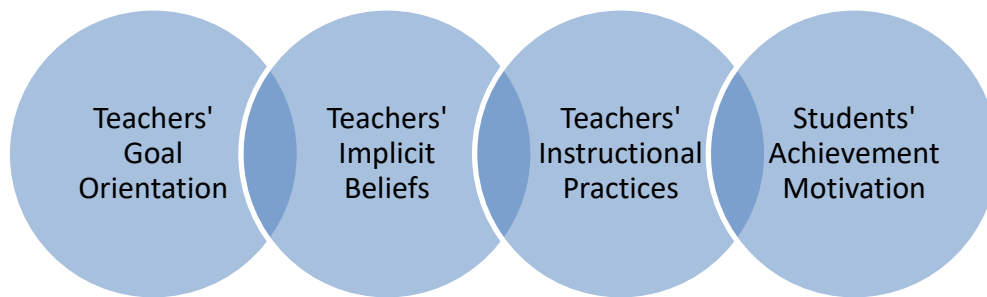 Teachers'
Goal
Orientation
Teachers'
Implicit
Beliefs
Teachers'
Instructional
Practices
Students'
Achievement
Motivation